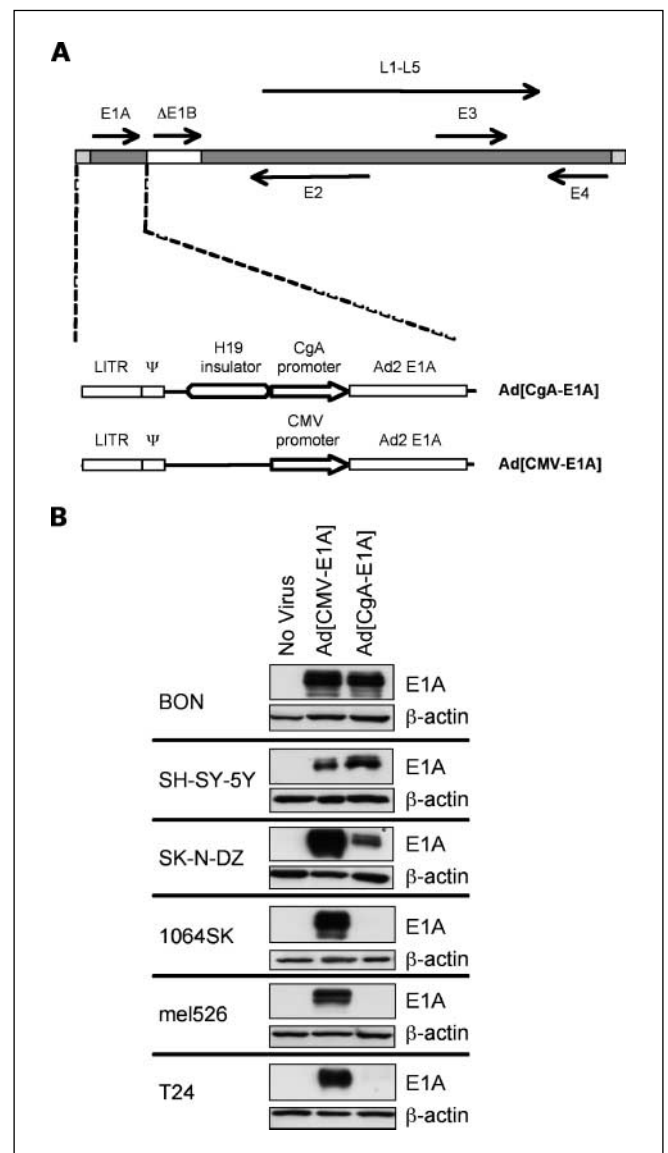 A
L1-L5
E1A ΔE1B E3
E2 E4
H19 insulator CgA promoter
LITR Ψ Ad2 E1A Ad[CgA-E1A]
CMV promoter
LITR Ψ Ad2 E1A Ad[CMV-E1A]
B
No Virus
Ad[CMV-E1A]
Ad[CgA-E1A]
BON E1A
β-actin
SH-SY-5Y E1A
β-actin
SK-N-DZ E1A
β-actin
1064SK E1A
β-actin
mel526 E1A
β-actin
T24 E1A
β-actin